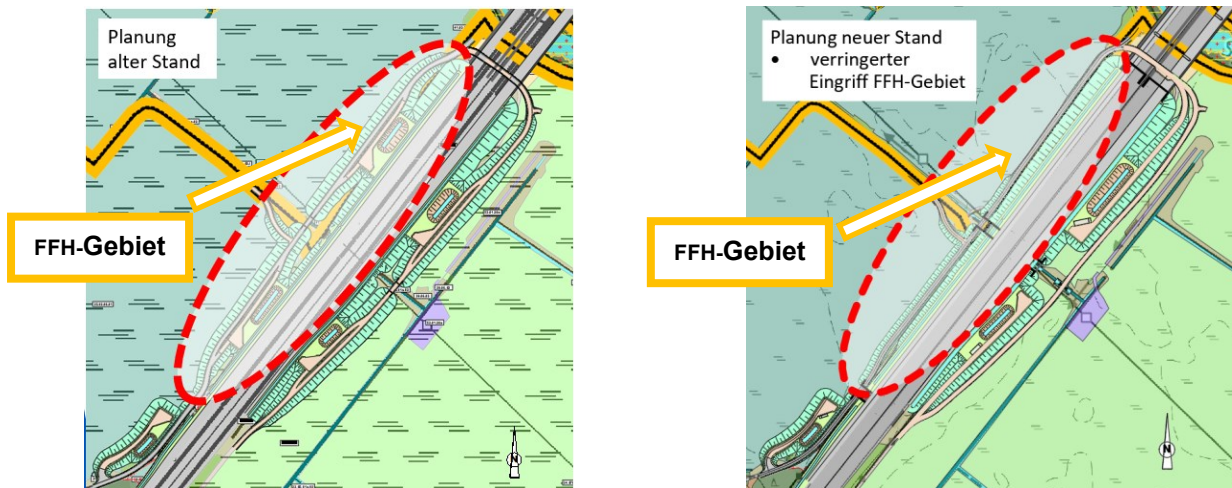 Planung
alter Stand
FFH-Gebiet
N
Planung neuer Stand
• verringerter
Eingriff FFH-Gebiet
FFH-Gebiet
N